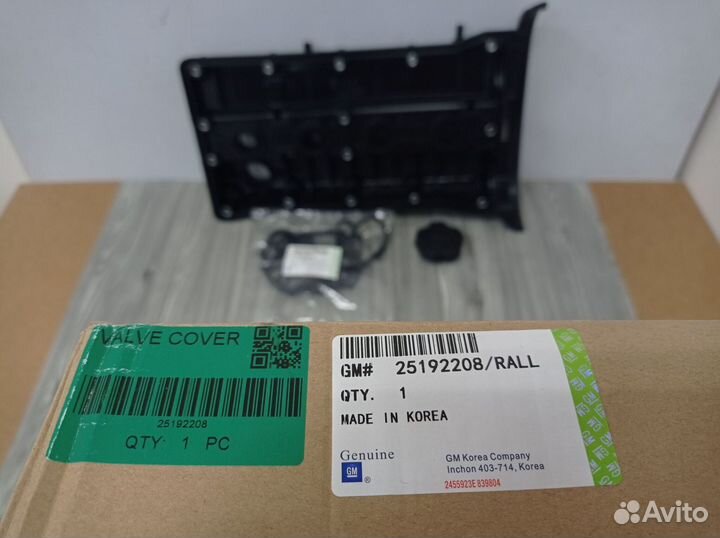 VALVE COVER
25192208
QTY: 1 PC
GM# 25192208/RALL
QTY. 1
MADE IN KOREA
Genuine
GM
®
GM Korea Company
Inchon 403-714, Korea
2455923E 839804
Avito